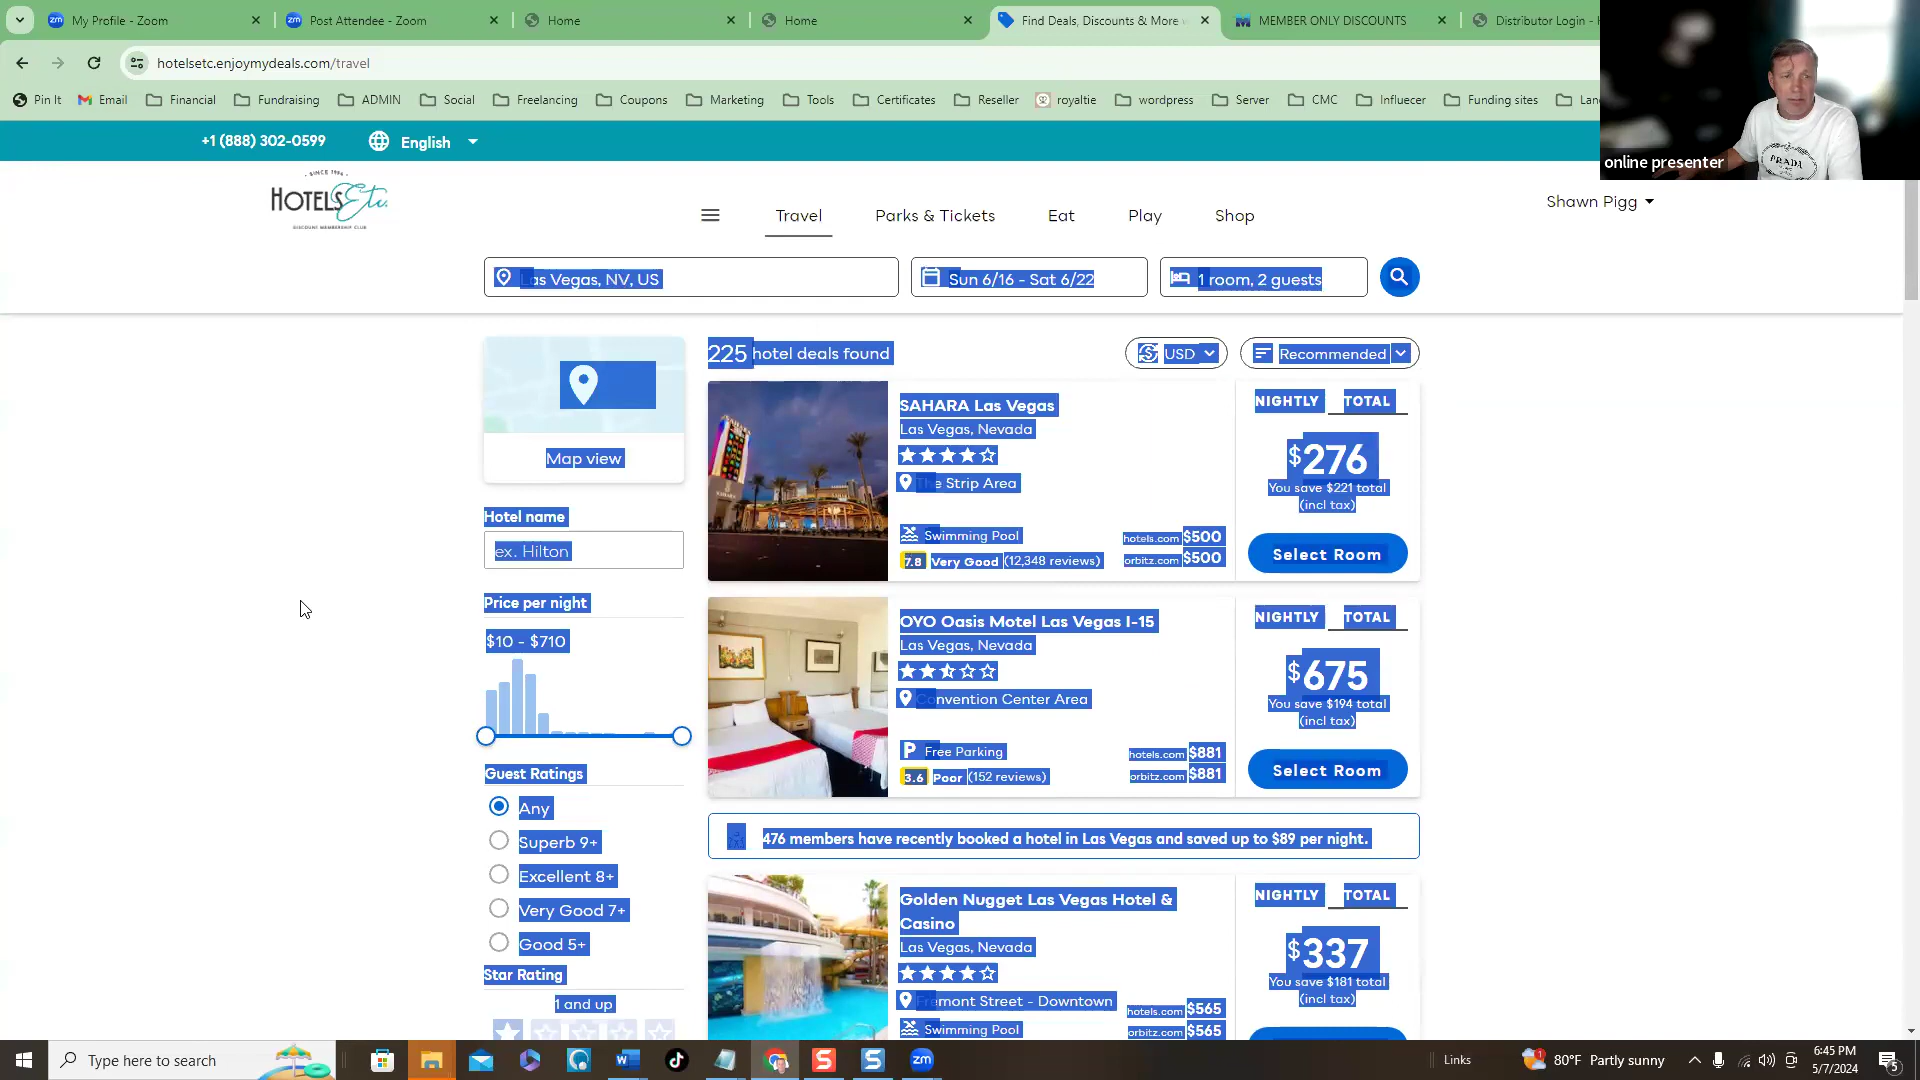 My Profile - Zoom
Post Attendee - Zoom
Home
Home
Find Deals, Discounts & More
MEMBER ONLY DISCOUNTS
Distributor Login -
hotelsetc.enjoymydeals.com/travel
Pin It
Email
Financial
Fundraising
ADMIN
Social
Freelancing
Coupons
Marketing
Tools
Certificates
Reseller
royaltie
wordpress
Server
CMC
Influecer
Funding sites
online presenter
PRADA
+1 (888) 302-0599
English
· SINCE 1994 ·
HOTELS Etc.
DISCOUNT MEMBERSHIP CLUB
Travel
Parks & Tickets
Eat
Play
Shop
Shawn Pigg
Las Vegas, NV, US
Sun 6/16 - Sat 6/22
1 room, 2 guests
225 hotel deals found
USD
Recommended
Map view
Hotel name
ex. Hilton
Price per night
$10 - $710
Guest Ratings
Any
Superb 9+
Excellent 8+
Very Good 7+
Good 5+
Star Rating
1 and up
SAHARA Las Vegas
Las Vegas, Nevada
The Strip Area
Swimming Pool
7.8 Very Good (12,348 reviews)
hotels.com $500
orbitz.com $500
NIGHTLY TOTAL
$276
You save $221 total
(incl tax)
Select Room
OYO Oasis Motel Las Vegas I-15
Las Vegas, Nevada
Convention Center Area
P Free Parking
3.6 Poor (152 reviews)
hotels.com $881
orbitz.com $881
NIGHTLY TOTAL
$675
You save $194 total
(incl tax)
Select Room
476 members have recently booked a hotel in Las Vegas and saved up to $89 per night.
Golden Nugget Las Vegas Hotel &
Casino
Las Vegas, Nevada
Fremont Street - Downtown
Swimming Pool
hotels.com $565
orbitz.com $565
NIGHTLY TOTAL
$337
You save $181 total
(incl tax)
Type here to search
Links
80°F Partly sunny
6:45 PM
5/7/2024
5